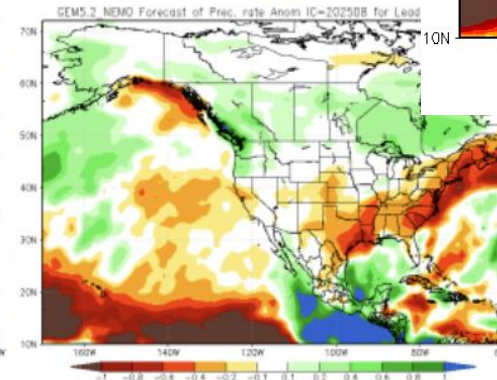 GEM5.2_NEMO Forecast of Prec. rate Anom IC=202508 for Lead
70N
60N
50N
40N
30N
20N
10N
10N
160W 140W 120W 100W 80W 60
-1 -0.8 -0.6 -0.4 -0.2 -0.1 0.1 0.2 0.4 0.6 0.8 1